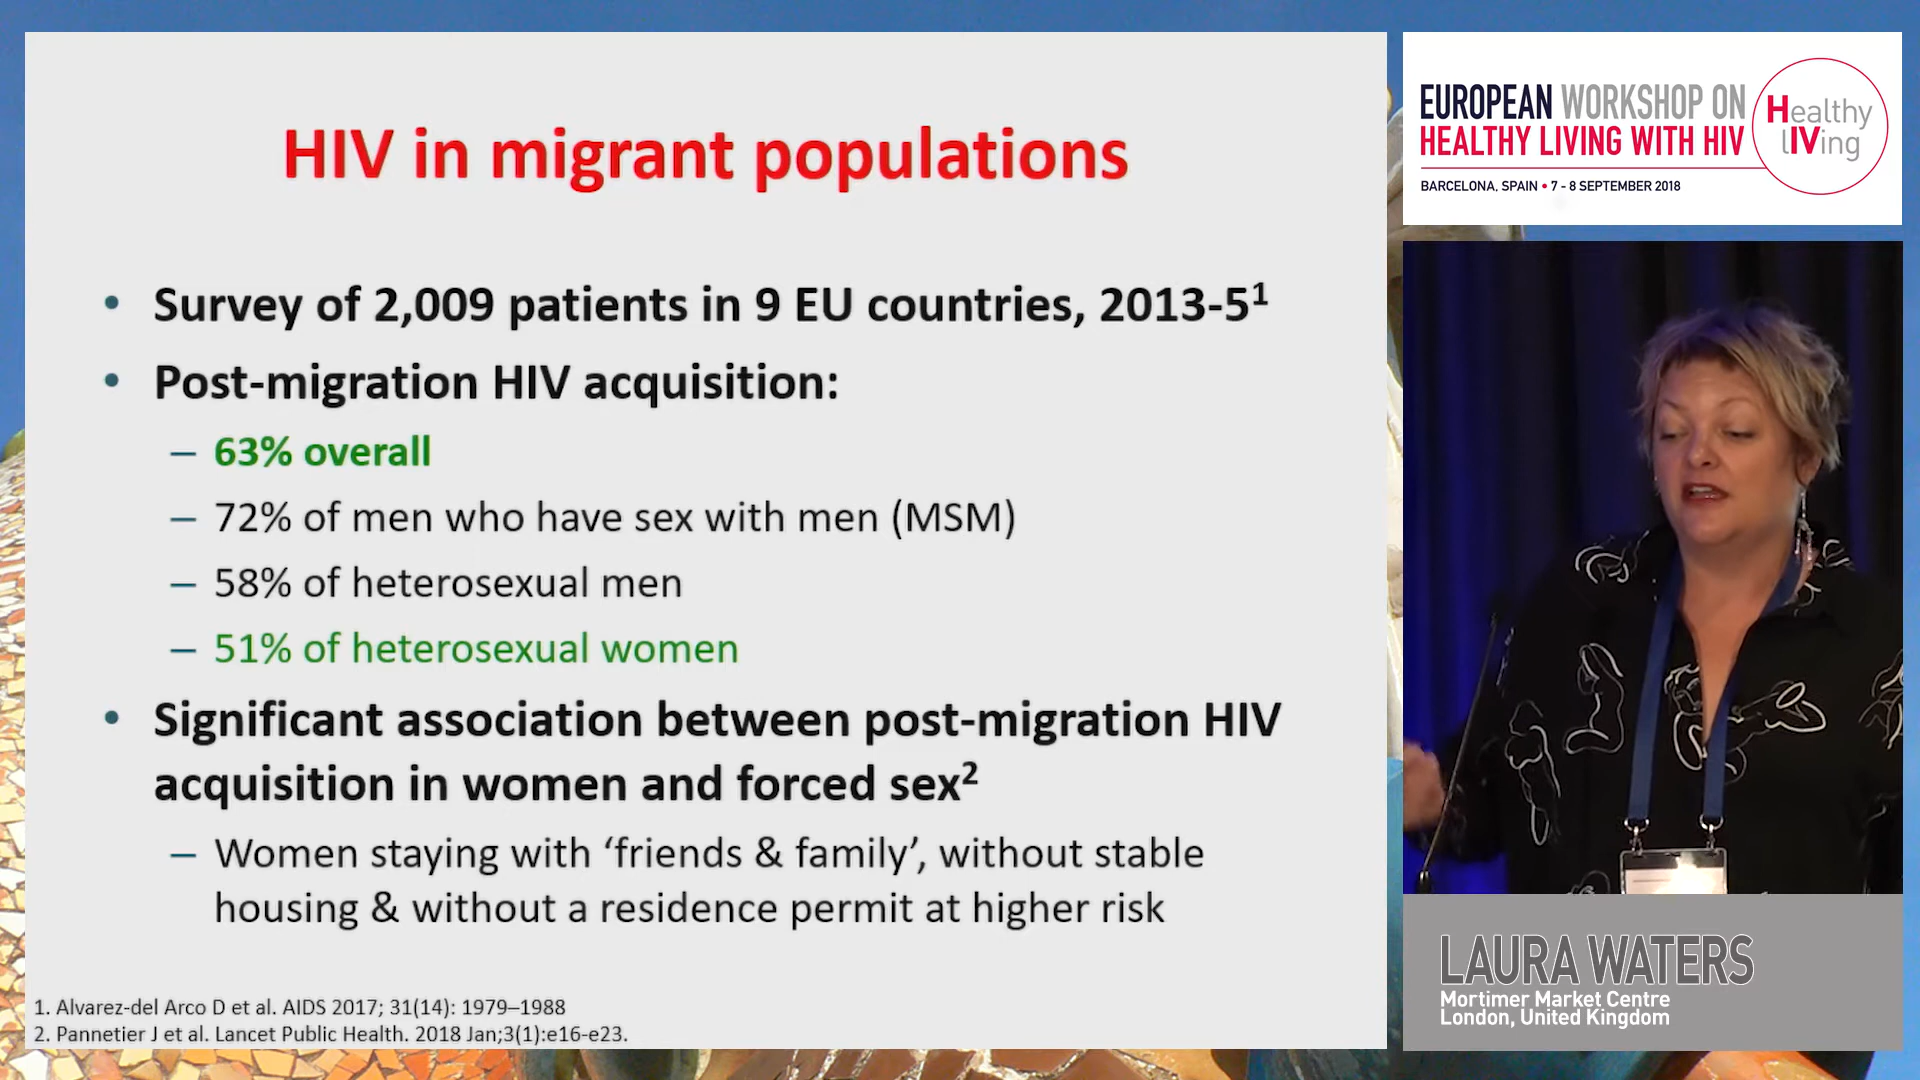 HIV in migrant populations
• Survey of 2,009 patients in 9 EU countries, 2013-5¹
• Post-migration HIV acquisition:
– 63% overall
– 72% of men who have sex with men (MSM)
– 58% of heterosexual men
– 51% of heterosexual women
• Significant association between post-migration HIV
acquisition in women and forced sex²
– Women staying with ‘friends & family’, without stable
housing & without a residence permit at higher risk
1. Alvarez-del Arco D et al. AIDS 2017; 31(14): 1979–1988
2. Pannetier J et al. Lancet Public Health. 2018 Jan;3(1):e16-e23.
EUROPEAN WORKSHOP ON
HEALTHY LIVING WITH HIV
BARCELONA, SPAIN • 7 - 8 SEPTEMBER 2018
Healthy
lIVing
LAURA WATERS
Mortimer Market Centre
London, United Kingdom